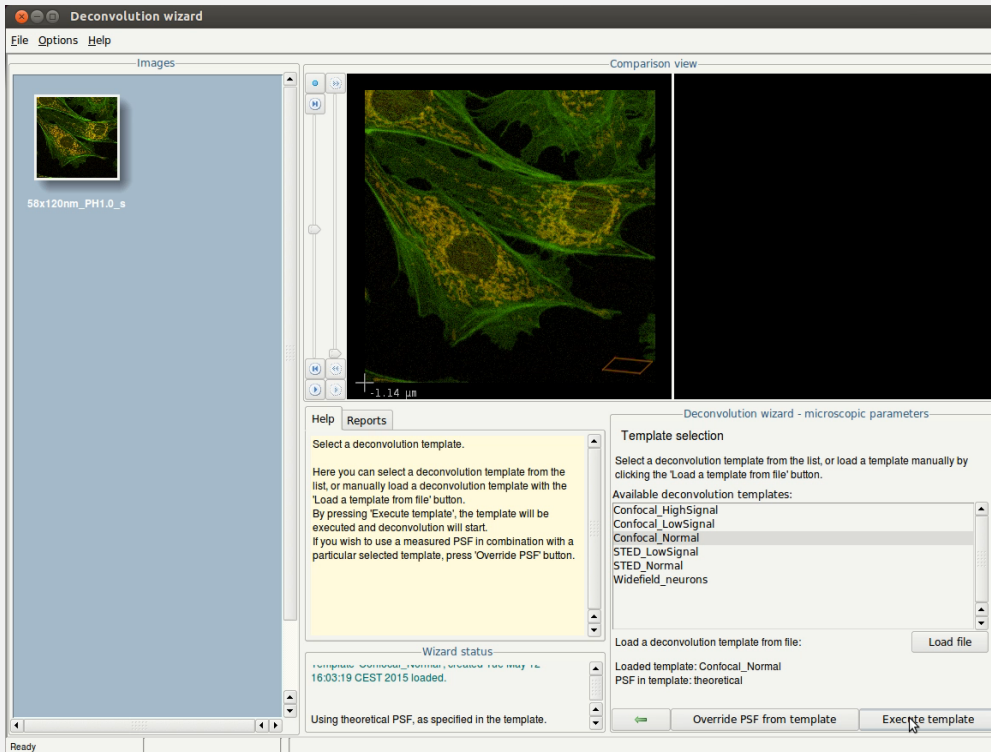 Deconvolution wizard
File Options Help
Images
58x120nm_PH1.0_s
Comparison view
-1.14 µm
Help Reports
Select a deconvolution template.
Here you can select a deconvolution template from the
list, or manually load a deconvolution template with the
'Load a template from file' button.
By pressing 'Execute template', the template will be
executed and deconvolution will start.
If you wish to use a measured PSF in combination with a
particular selected template, press 'Override PSF' button.
Wizard status
Template 'Confocal_Normal', created Tue May 12
16:03:19 CEST 2015 loaded.
Using theoretical PSF, as specified in the template.
Deconvolution wizard - microscopic parameters
Template selection
Select a deconvolution template from the list, or load a template manually by
clicking the 'Load a template from file' button.
Available deconvolution templates:
Confocal_HighSignal
Confocal_LowSignal
Confocal_Normal
STED_LowSignal
STED_Normal
Widefield_neurons
Load a deconvolution template from file:
Load file
Loaded template: Confocal_Normal
PSF in template: theoretical
Override PSF from template
Execute template
Ready